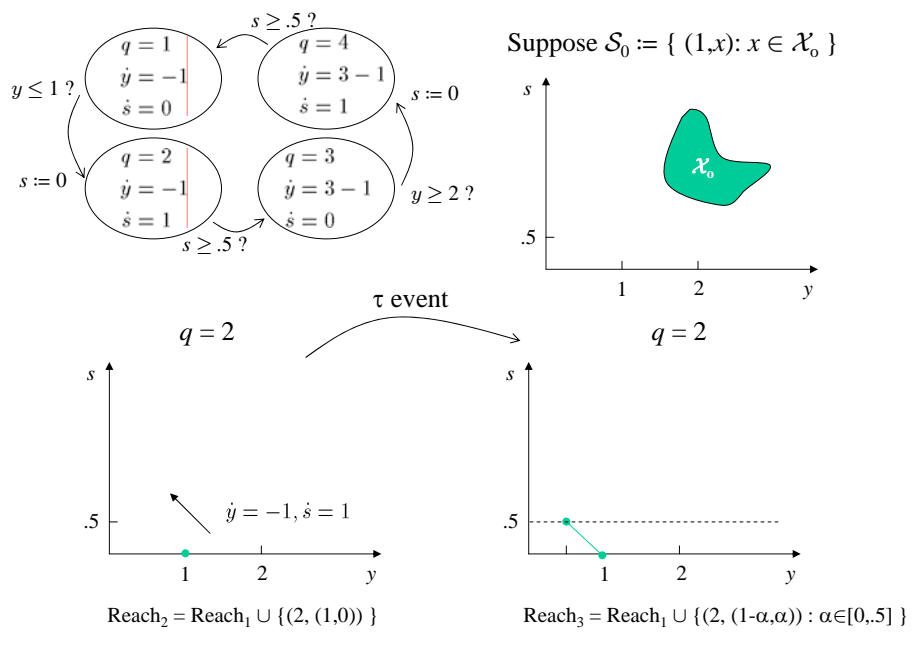 s ≥ .5 ?
q = 1
ẏ = −1
ṡ = 0
q = 4
ẏ = 3 − 1
ṡ = 1
y ≤ 1 ?
s := 0
s := 0
q = 2
ẏ = −1
ṡ = 1
q = 3
ẏ = 3 − 1
ṡ = 0
y ≥ 2 ?
s ≥ .5 ?
Suppose 𝒮₀ := { (1,x): x ∈ 𝒳ₒ }
s
𝒳ₒ
.5
1
2
y
τ event
q = 2
s
ẏ = −1, ṡ = 1
.5
1
2
y
Reach₂ = Reach₁ ∪ {(2, (1,0)) }
q = 2
s
.5
1
2
y
Reach₃ = Reach₁ ∪ {(2, (1-α,α)) : α∈[0,.5] }